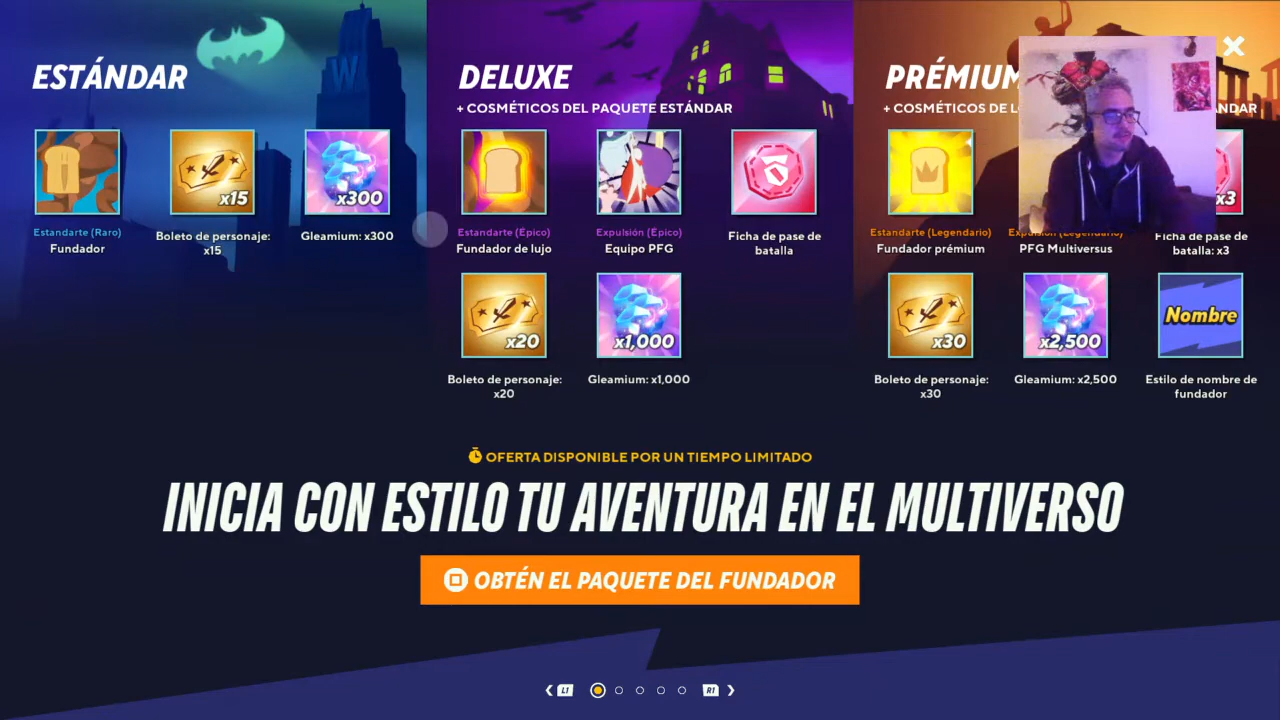 ESTÁNDAR
x15
x300
Estandarte (Raro)
Fundador
Boleto de personaje:
x15
Gleamium: x300
DELUXE
+ COSMÉTICOS DEL PAQUETE ESTÁNDAR
Estandarte (Épico)
Fundador de lujo
Expulsión (Épico)
Equipo PFG
Ficha de pase de
batalla
x20
x1,000
Boleto de personaje:
x20
Gleamium: x1,000
PRÉMIUM
+ COSMÉTICOS DE
x3
Estandarte (Legendario)
Fundador prémium
Expulsión (Legendario)
PFG Multiversus
Ficha de pase de
batalla: x3
x30
x2,500
Nombre
Boleto de personaje:
x30
Gleamium: x2,500
Estilo de nombre de
fundador
OFERTA DISPONIBLE POR UN TIEMPO LIMITADO
INICIA CON ESTILO TU AVENTURA EN EL MULTIVERSO
OBTÉN EL PAQUETE DEL FUNDADOR
L1
R1